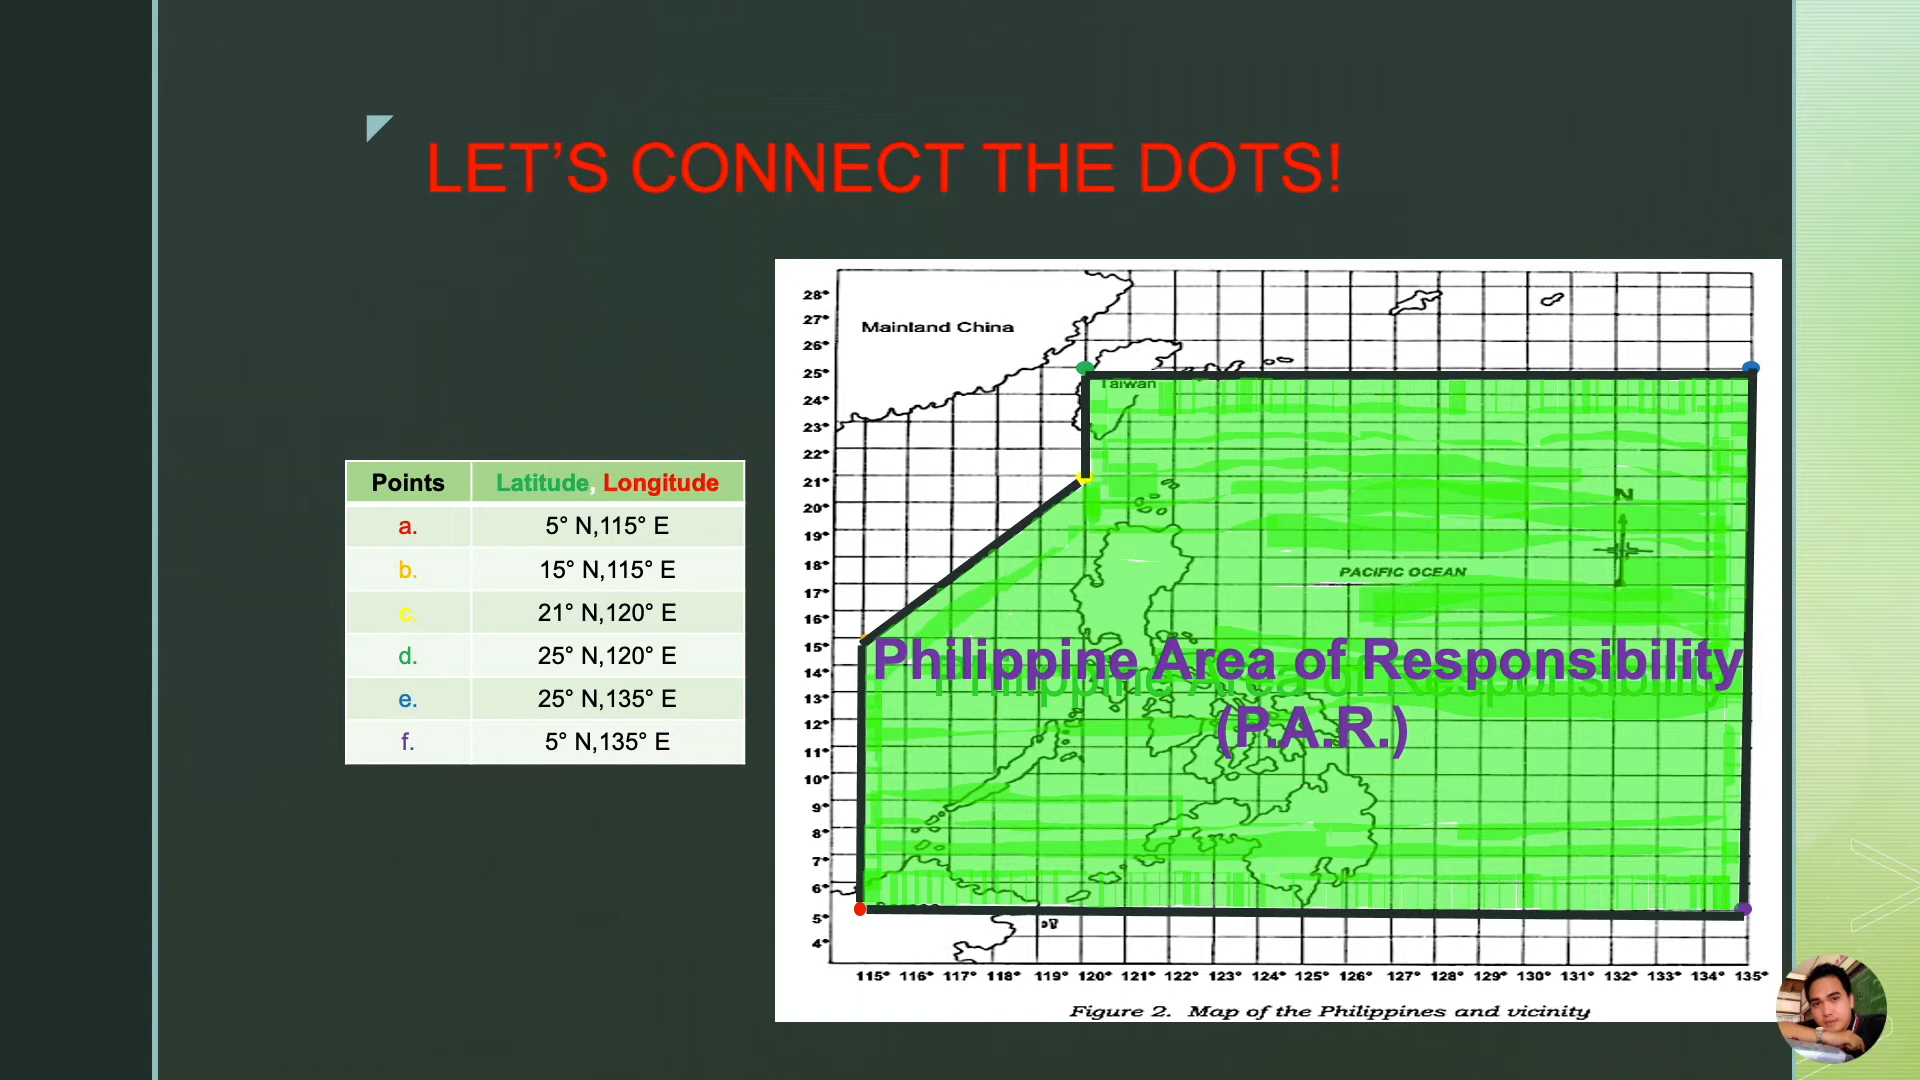 LET’S CONNECT THE DOTS!
Points Latitude, Longitude
a. 5° N,115° E
b. 15° N,115° E
c. 21° N,120° E
d. 25° N,120° E
e. 25° N,135° E
f. 5° N,135° E
28°
27°
26°
25°
24°
23°
22°
21°
20°
19°
18°
17°
16°
15°
14°
13°
12°
11°
10°
9°
8°
7°
6°
5°
4°
Mainland China
Taiwan
N
PACIFIC OCEAN
Philippine Area of Responsibility
Philippine Area of Responsibility
(P.A.R.)
115° 116° 117° 118° 119° 120° 121° 122° 123° 124° 125° 126° 127° 128° 129° 130° 131° 132° 133° 134° 135°
Figure 2. Map of the Philippines and vicinity